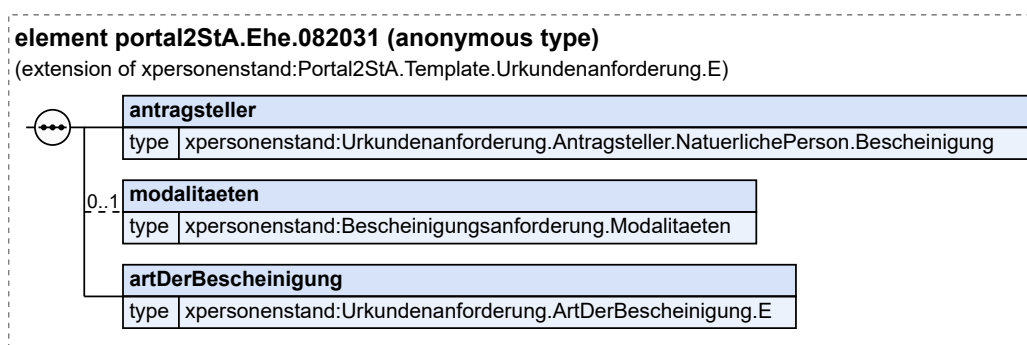 element portal2StA.Ehe.082031 (anonymous type)
(extension of xpersonenstand:Portal2StA.Template.Urkundenanforderung.E)
antragsteller
type xpersonenstand:Urkundenanforderung.Antragsteller.NatuerlichePerson.Bescheinigung
0..1
modalitaeten
type xpersonenstand:Bescheinigungsanforderung.Modalitaeten
artDerBescheinigung
type xpersonenstand:Urkundenanforderung.ArtDerBescheinigung.E